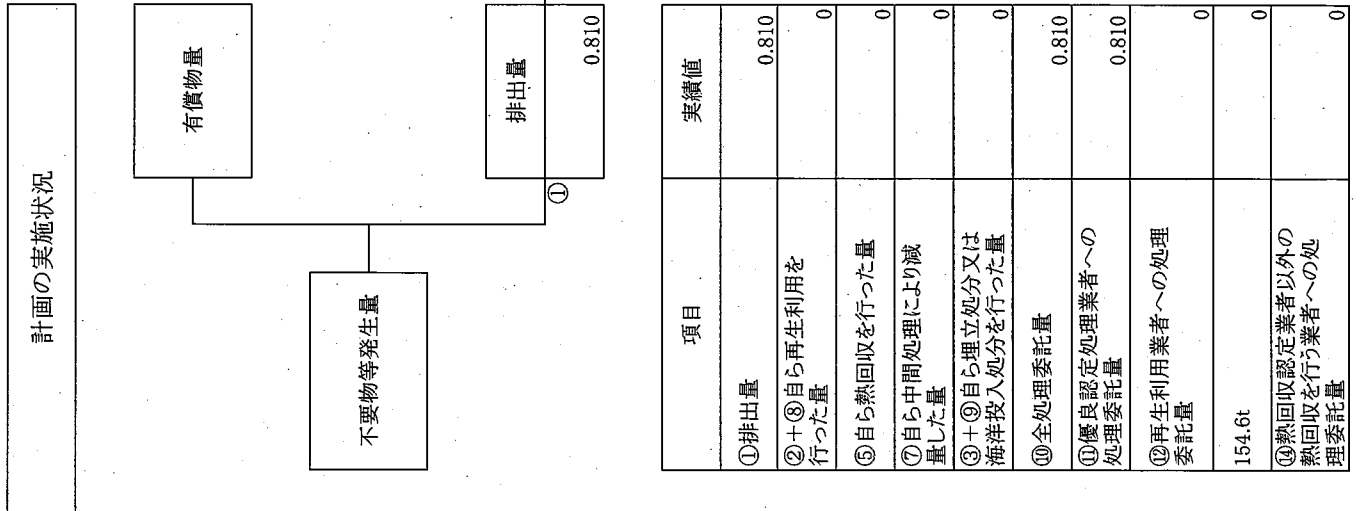 計画の実施状況
有償物量
不要物等発生量
排出量
①
0.810
項目 実績値
①排出量 0.810
②+⑧自ら再生利用を
行った量 0
⑤自ら熱回収を行った量 0
⑦自ら中間処理により減
量した量 0
③+⑨自ら埋立処分又は
海洋投入処分を行った量 0
⑩全処理委託量 0.810
⑪優良認定処理業者への
処理委託量 0.810
⑫再生利用業者への処理
委託量 0
154.6t 0
⑭熱回収認定業者以外の
熱回収を行う業者への処
理委託量 0